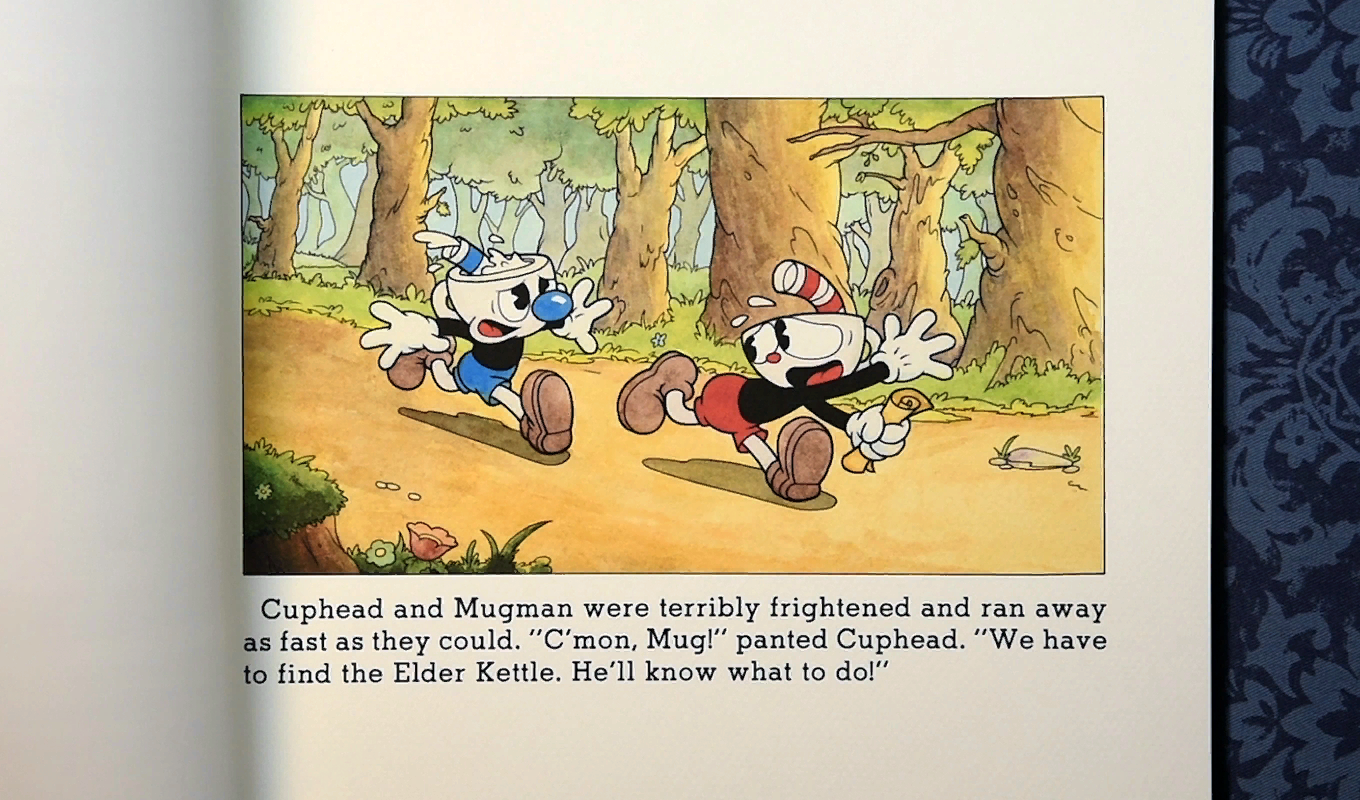 Cuphead and Mugman were terribly frightened and ran away
as fast as they could. "C'mon, Mug!" panted Cuphead. "We have
to find the Elder Kettle. He'll know what to do!"